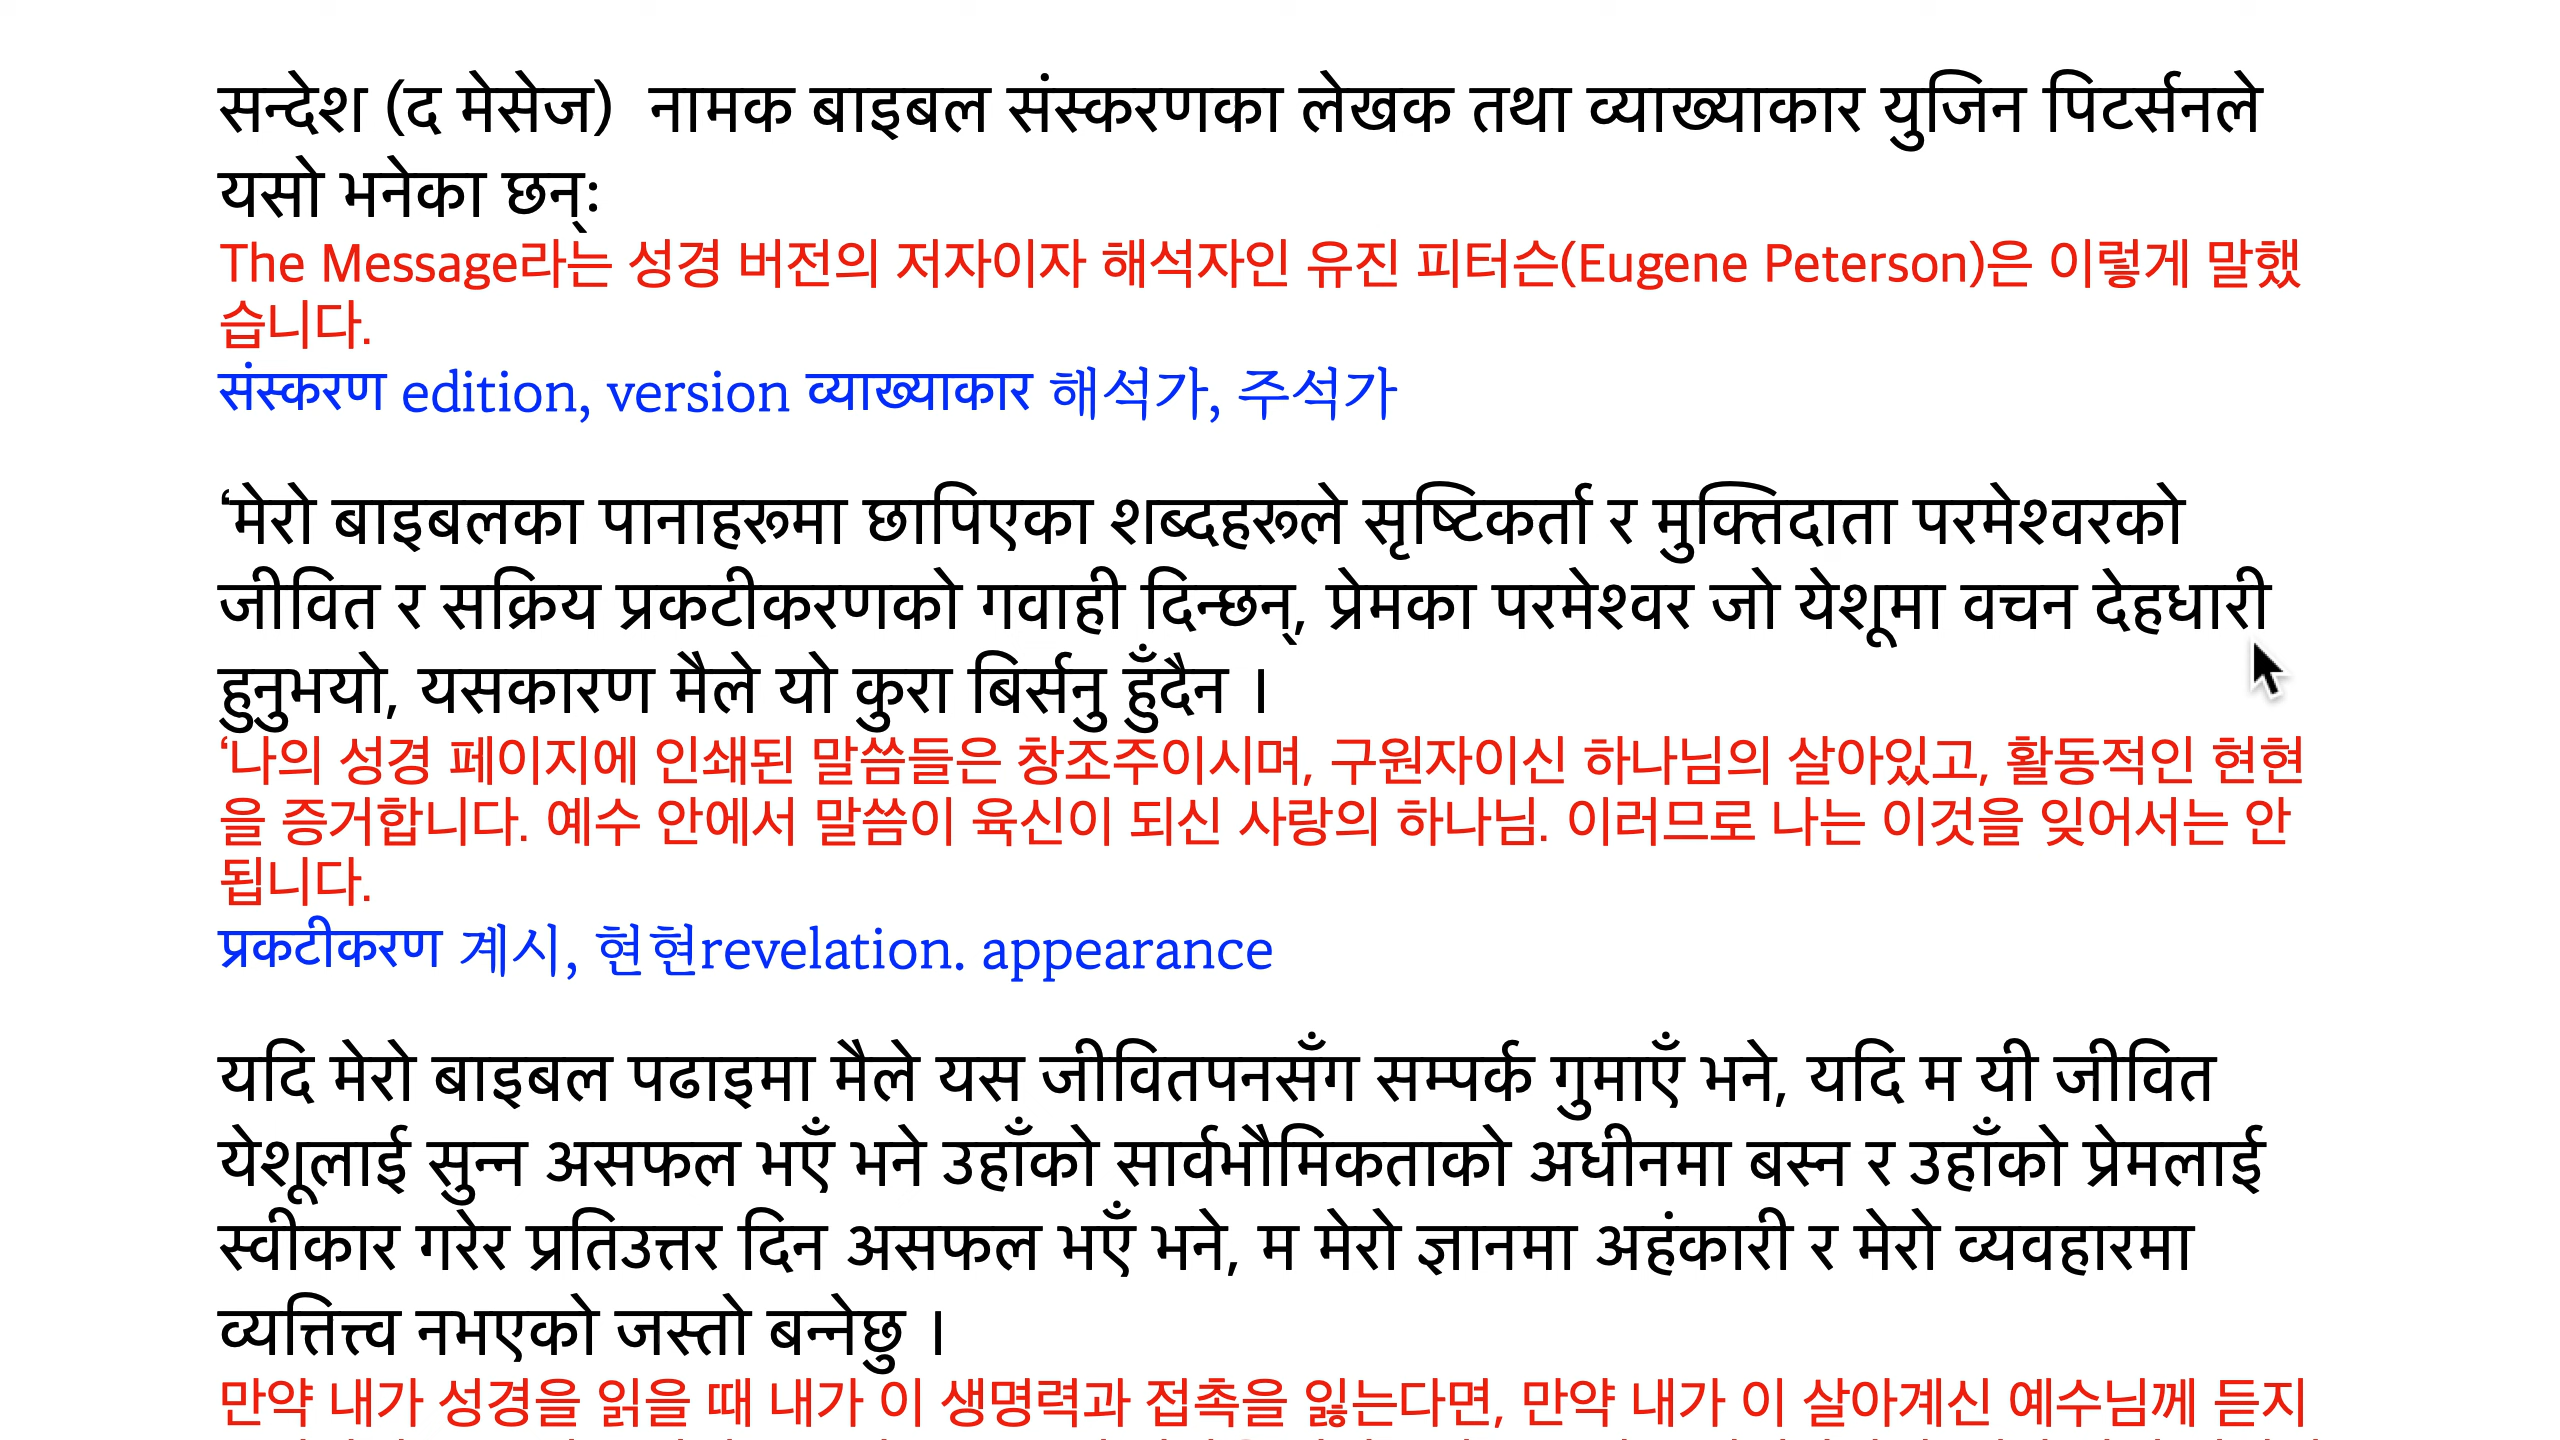 सन्देश (द मेसेज)  नामक बाइबल संस्करणका लेखक तथा व्याख्याकार युजिन पिटर्सनले
यसो भनेका छन्ः
The Message라는 성경 버전의 저자이자 해석자인 유진 피터슨(Eugene Peterson)은 이렇게 말했
습니다.
संस्करण edition, version व्याख्याकार 해석가, 주석가
‘मेरो बाइबलका पानाहरूमा छापिएका शब्दहरूले सृष्टिकर्ता र मुक्तिदाता परमेश्वरको
जीवित र सक्रिय प्रकटीकरणको गवाही दिन्छन्, प्रेमका परमेश्वर जो येशूमा वचन देहधारी
हुनुभयो, यसकारण मैले यो कुरा बिर्सनु हुँदैन ।
‘나의 성경 페이지에 인쇄된 말씀들은 창조주이시며, 구원자이신 하나님의 살아있고, 활동적인 현현
을 증거합니다. 예수 안에서 말씀이 육신이 되신 사랑의 하나님. 이러므로 나는 이것을 잊어서는 안
됩니다.
प्रकटीकरण 계시, 현현revelation. appearance
यदि मेरो बाइबल पढाइमा मैले यस जीवितपनसँग सम्पर्क गुमाएँ भने, यदि म यी जीवित
येशूलाई सुन्न असफल भएँ भने उहाँको सार्वभौमिकताको अधीनमा बस्न र उहाँको प्रेमलाई
स्वीकार गरेर प्रतिउत्तर दिन असफल भएँ भने, म मेरो ज्ञानमा अहंकारी र मेरो व्यवहारमा
व्यत्तित्त्व नभएको जस्तो बन्नेछु ।
만약 내가 성경을 읽을 때 내가 이 생명력과 접촉을 잃는다면, 만약 내가 이 살아계신 예수님께 듣지